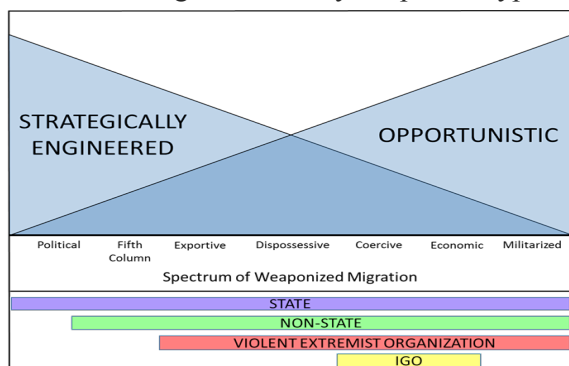 STRATEGICALLY
ENGINEERED
OPPORTUNISTIC
Political
Fifth
Column
Exportive
Dispossessive
Coercive
Economic
Militarized
Spectrum of Weaponized Migration
STATE
NON-STATE
VIOLENT EXTREMIST ORGANIZATION
IGO